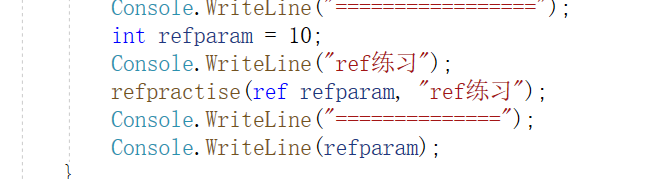 Console.WriteLine("=================");
int refparam = 10;
Console.WriteLine("ref练习");
refpractise(ref refparam, "ref练习");
Console.WriteLine("==============");
Console.WriteLine(refparam);
}